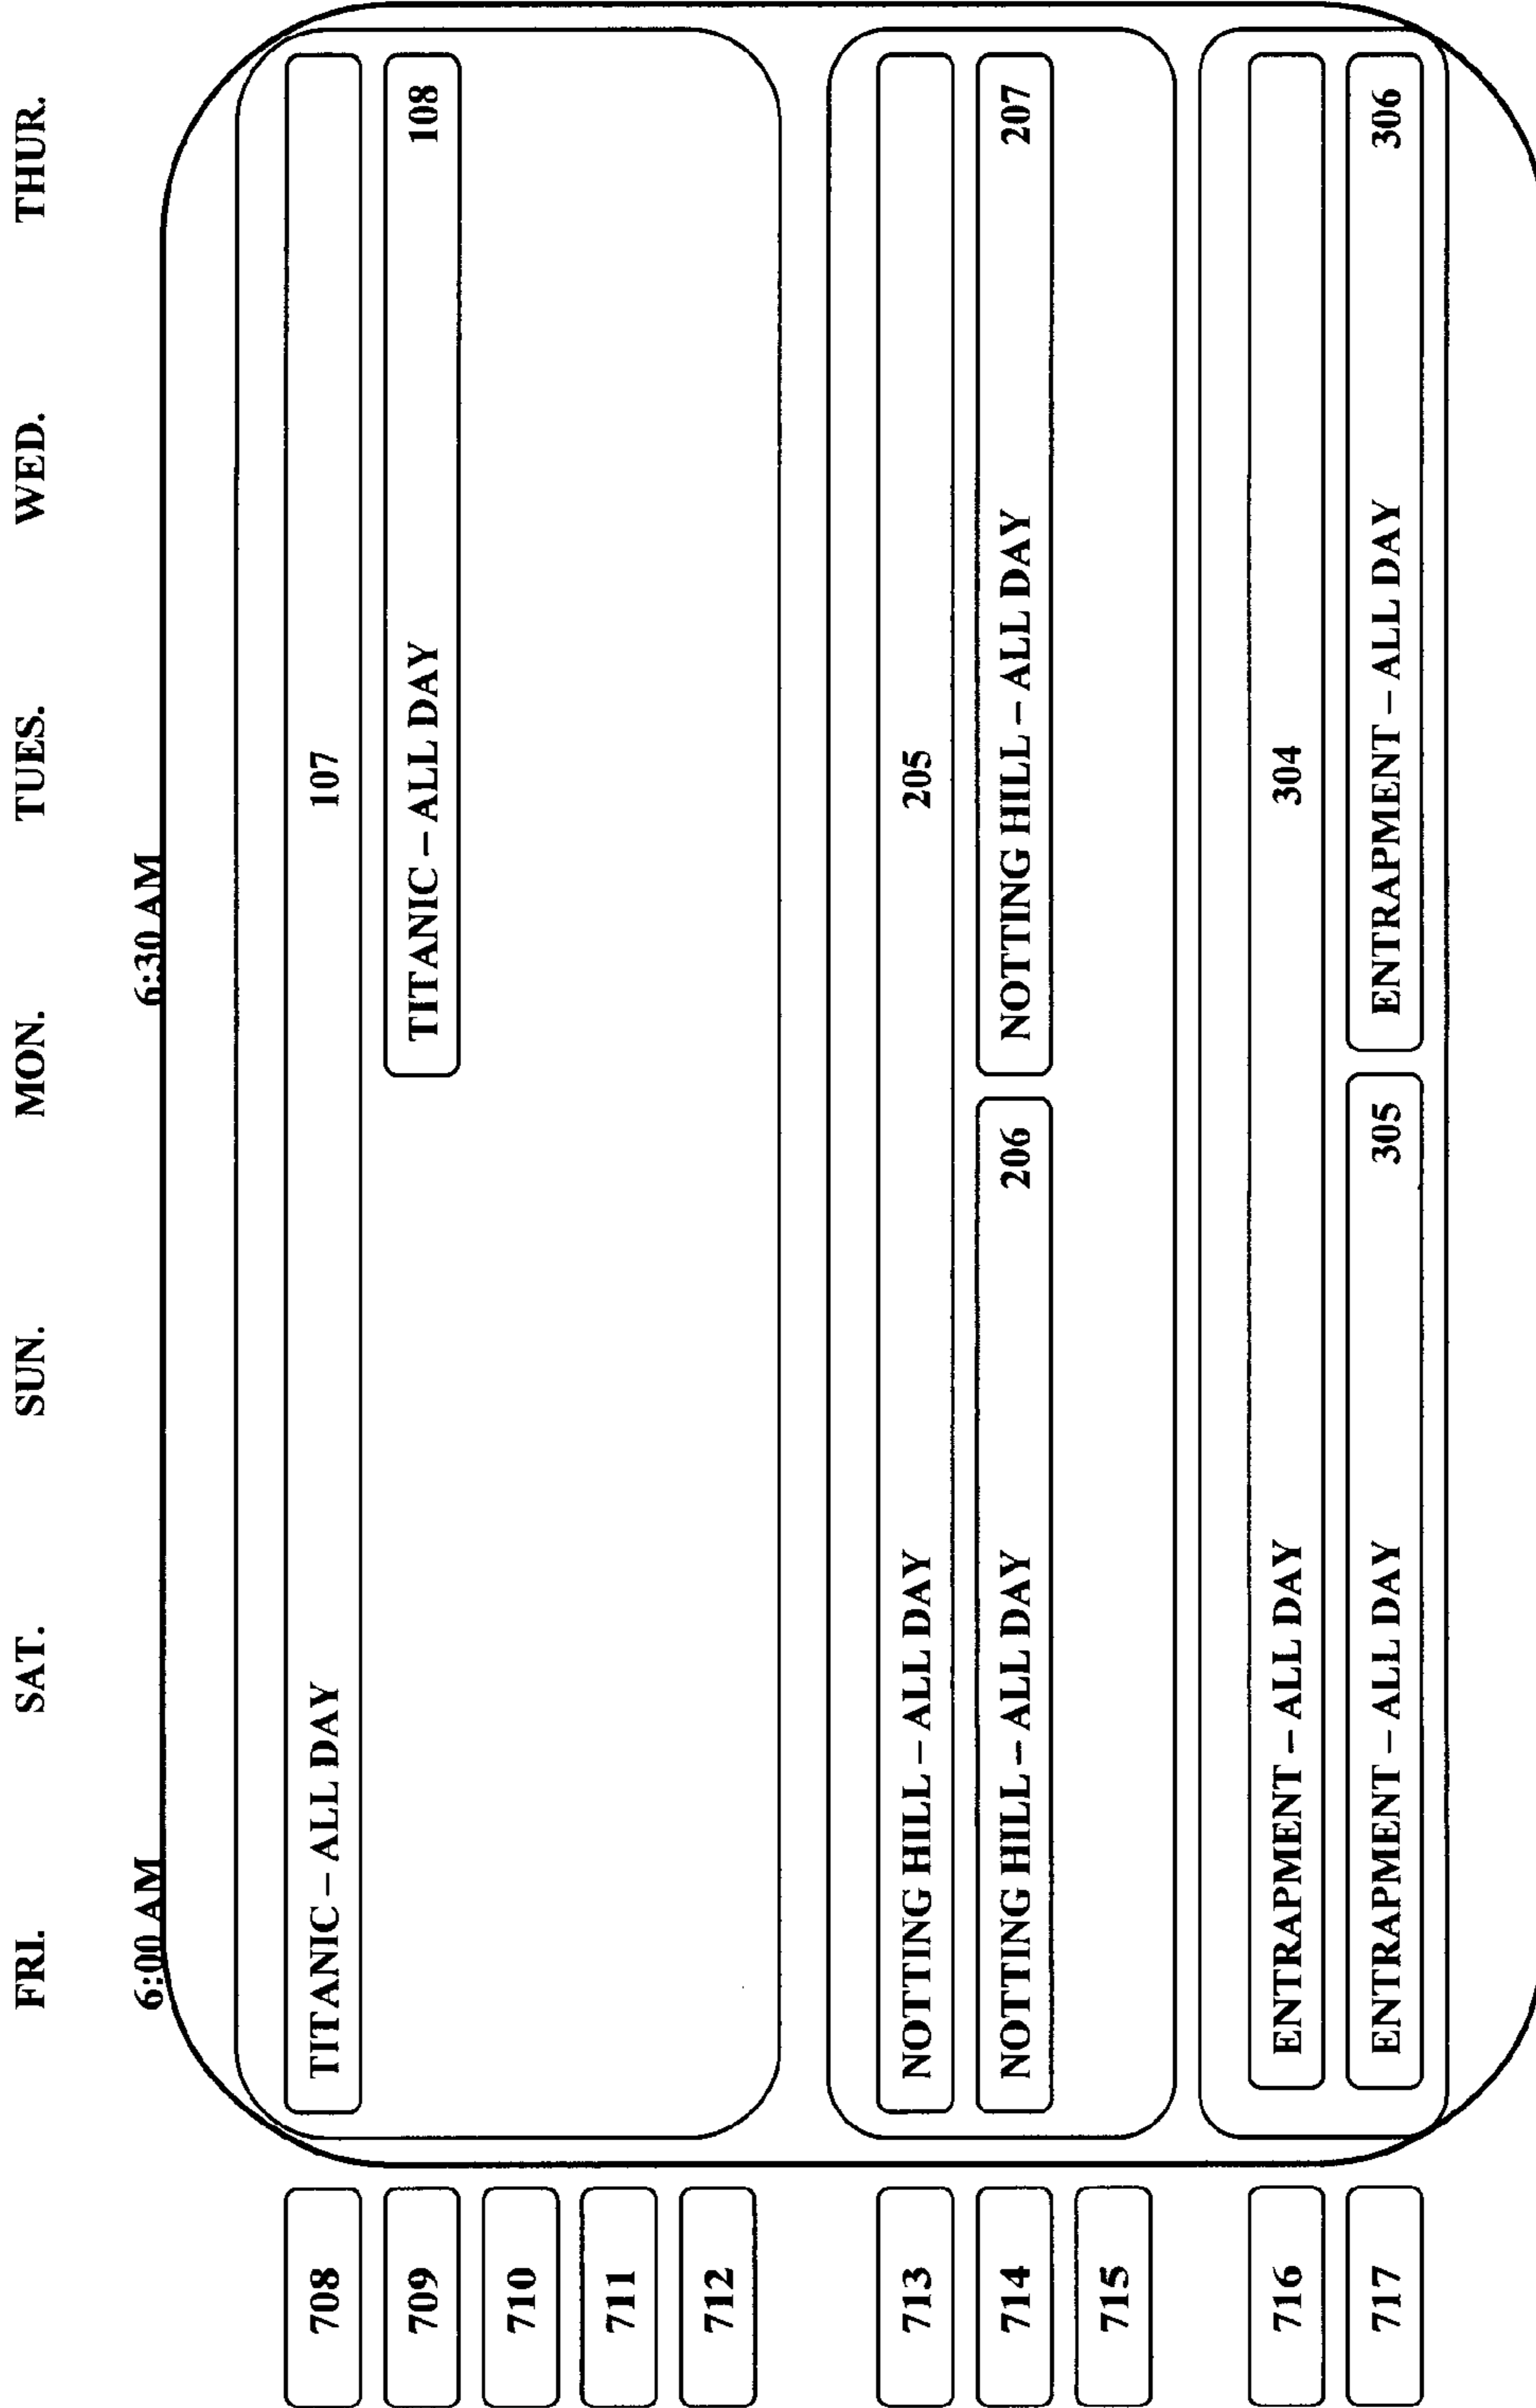 FRI. SAT. SUN. MON. TUES. WED. THUR.
6:00 AM 6:30 AM
708 TITANIC – ALL DAY 107
709 TITANIC – ALL DAY 108
710
711
712
713 NOTTING HILL – ALL DAY 205
714 NOTTING HILL – ALL DAY 206 NOTTING HILL – ALL DAY 207
715
716 ENTRAPMENT – ALL DAY 304
717 ENTRAPMENT – ALL DAY 305 ENTRAPMENT – ALL DAY 306